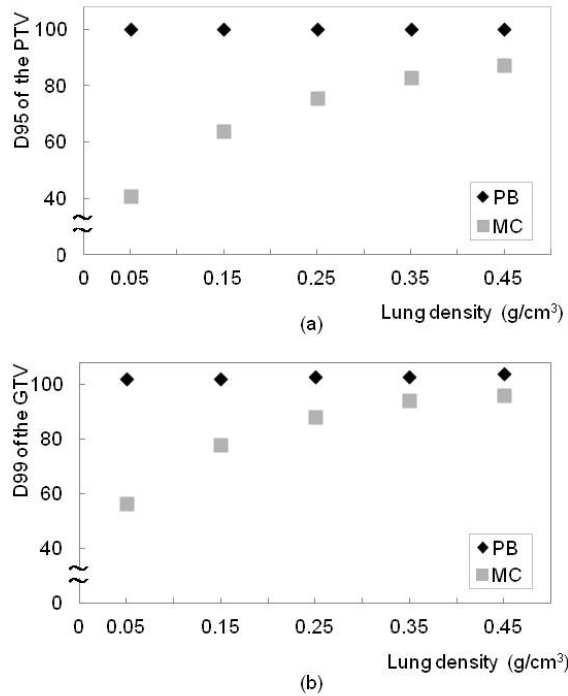 D95 of the PTV
100
80
60
40
0
PB
MC
0 0.05 0.15 0.25 0.35 0.45
Lung density (g/cm³)
(a)
D99 of the GTV
100
80
60
40
0
PB
MC
0 0.05 0.15 0.25 0.35 0.45
Lung density (g/cm³)
(b)